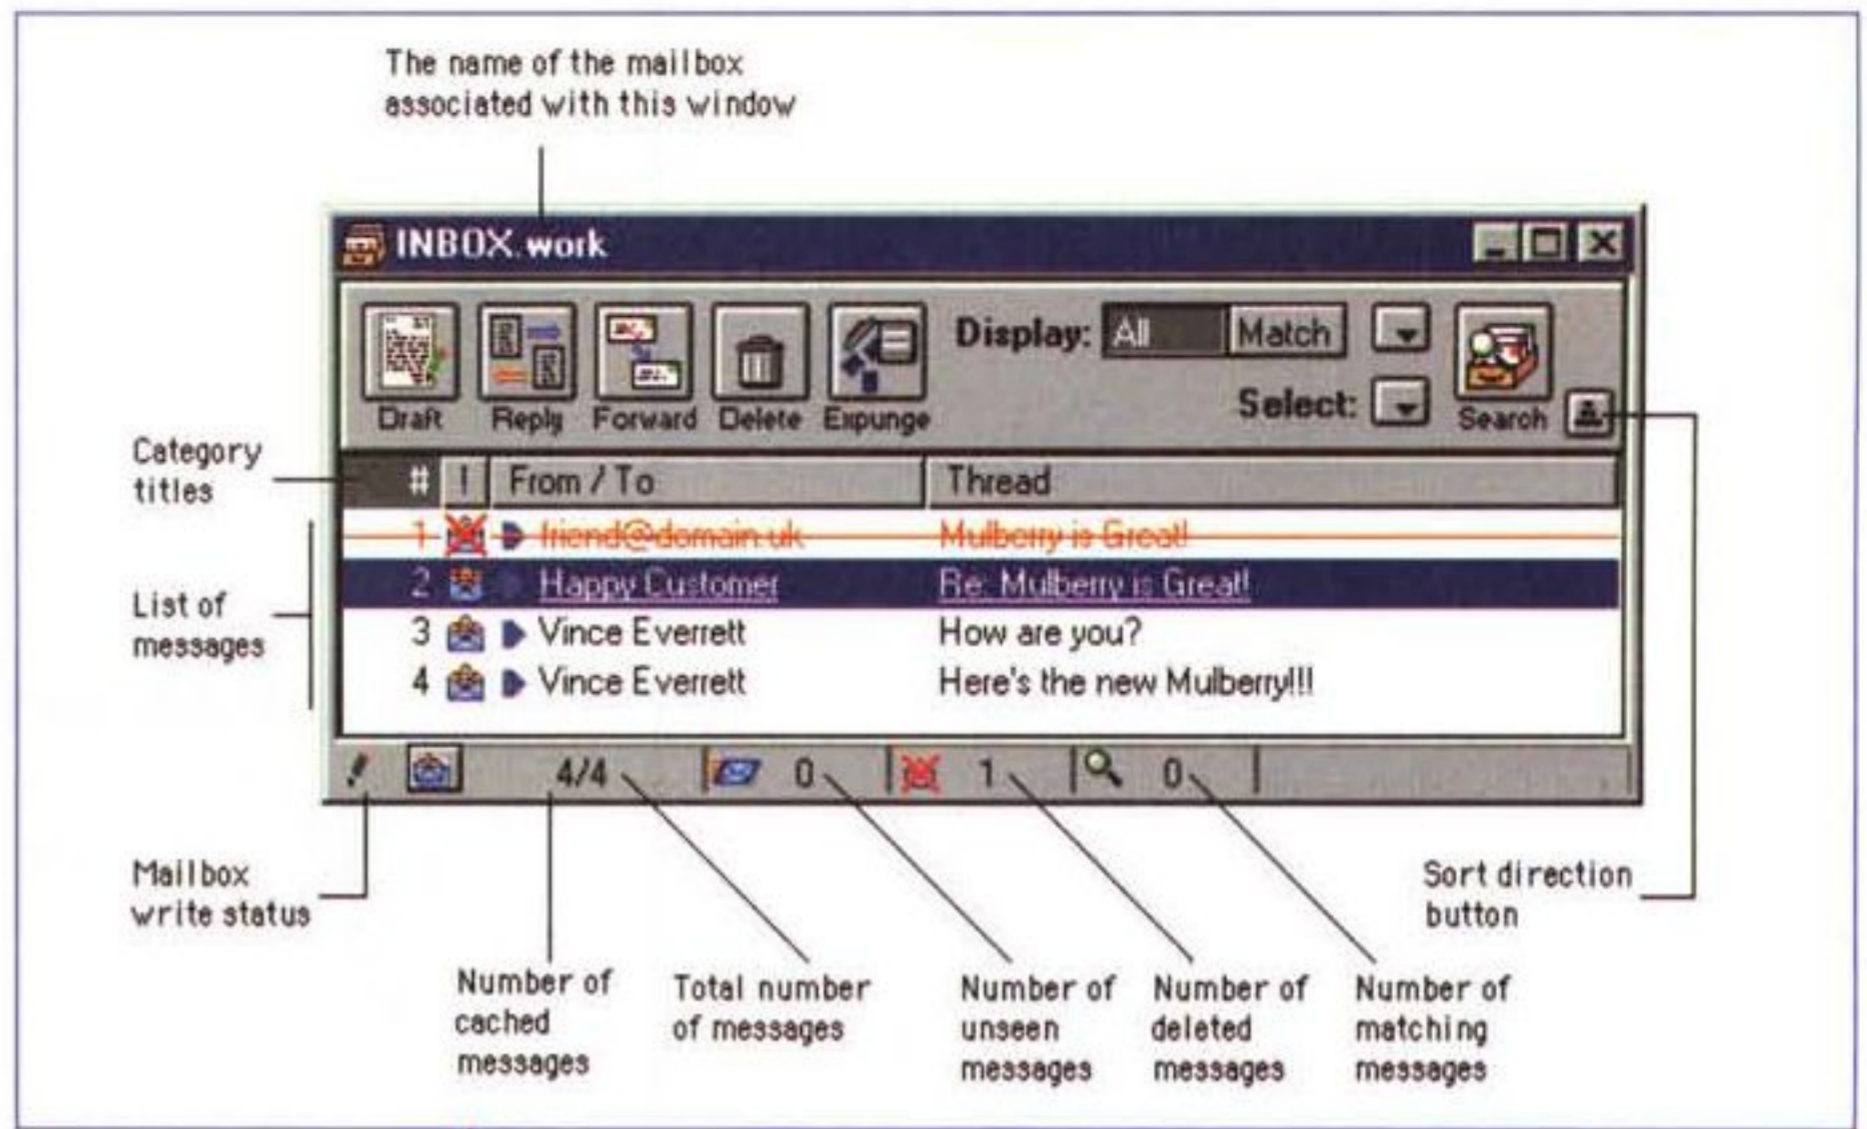 The name of the mailbox
associated with this window
INBOX.work
Display: All Match
Select:
Draft Reply Forward Delete Expunge Search
Category
titles
# ! From / To Thread
1 friend@domain.uk Mulberry is Great!
2 Happy Customer Re: Mulberry is Great!
List of
messages
3 Vince Everrett How are you?
4 Vince Everrett Here's the new Mulberry!!!
4/4 0 1 0
Mailbox
write status
Sort direction
button
Number of
cached
messages
Total number
of messages
Number of
unseen
messages
Number of
deleted
messages
Number of
matching
messages